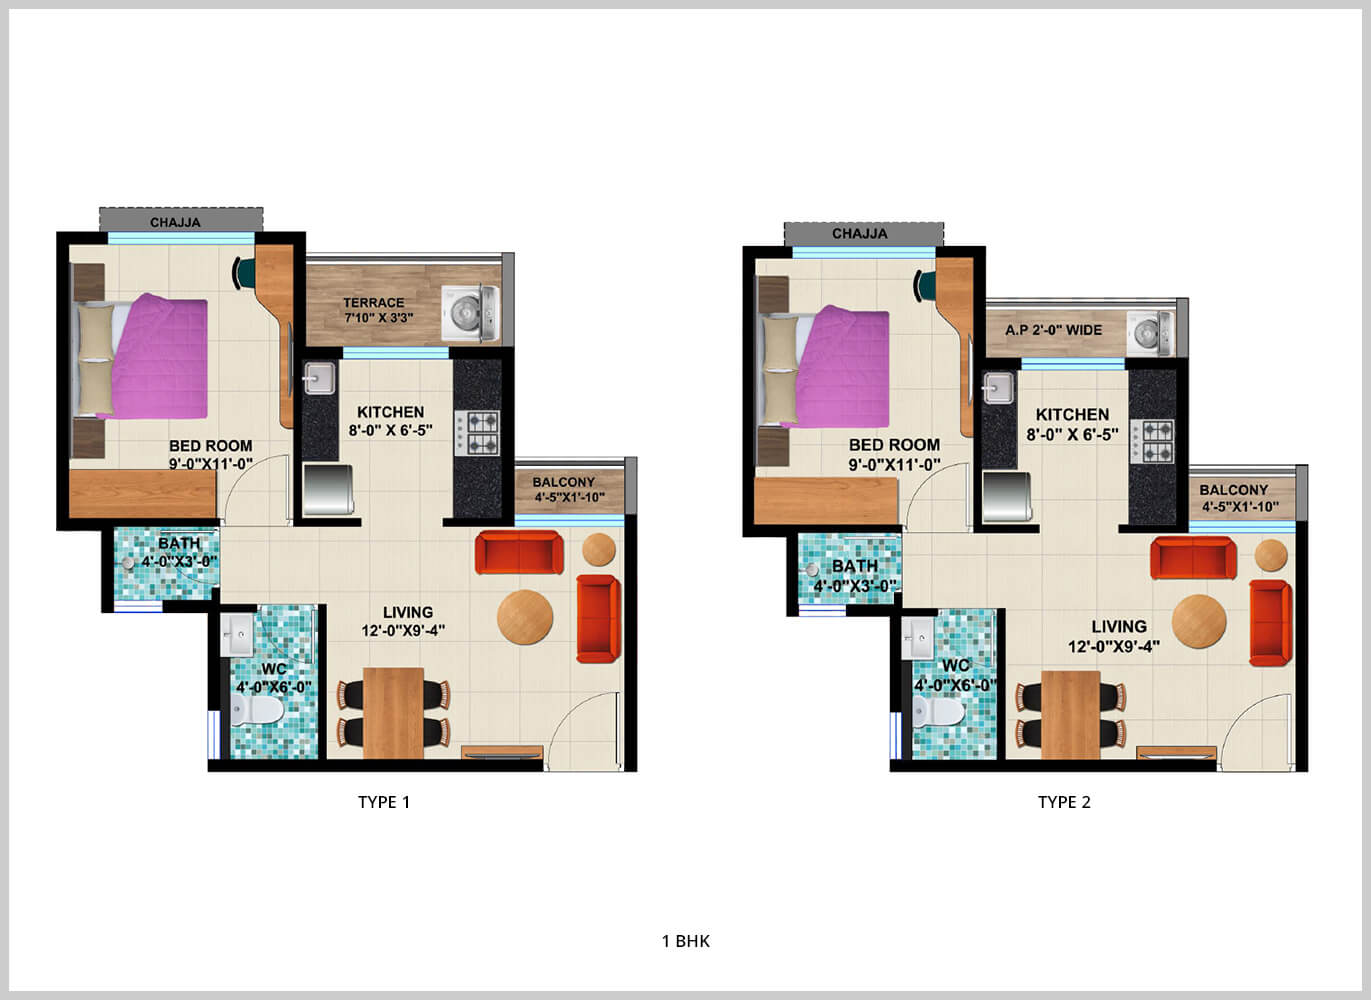 CHAJJA
TERRACE
7'10" X 3'3"
KITCHEN
8'-0" X 6'-5"
BED ROOM
9'-0"X11'-0"
BALCONY
4'-5"X1'-10"
BATH
4'-0"X3'-0"
LIVING
12'-0"X9'-4"
WC
4'-0"X6'-0"
TYPE 1
CHAJJA
A.P 2'-0" WIDE
KITCHEN
8'-0" X 6'-5"
BED ROOM
9'-0"X11'-0"
BALCONY
4'-5"X1'-10"
BATH
4'-0"X3'-0"
LIVING
12'-0"X9'-4"
WC
4'-0"X6'-0"
TYPE 2
1 BHK